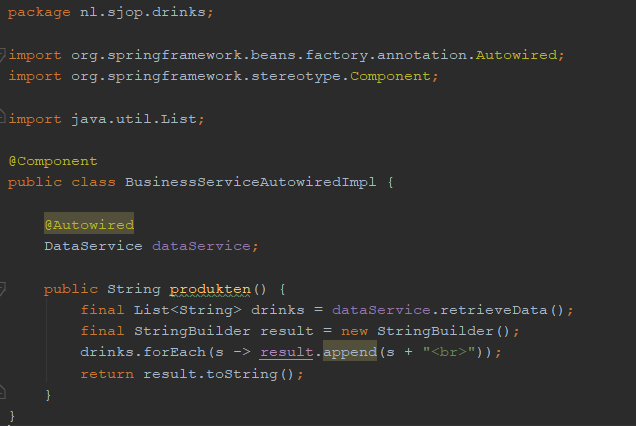 package nl.sjop.drinks;
import org.springframework.beans.factory.annotation.Autowired;
import org.springframework.stereotype.Component;
import java.util.List;
@Component
public class BusinessServiceAutowiredImpl {
@Autowired
DataService dataService;
public String produkten() {
final List<String> drinks = dataService.retrieveData();
final StringBuilder result = new StringBuilder();
drinks.forEach(s -> result.append(s + "<br>"));
return result.toString();
}
}